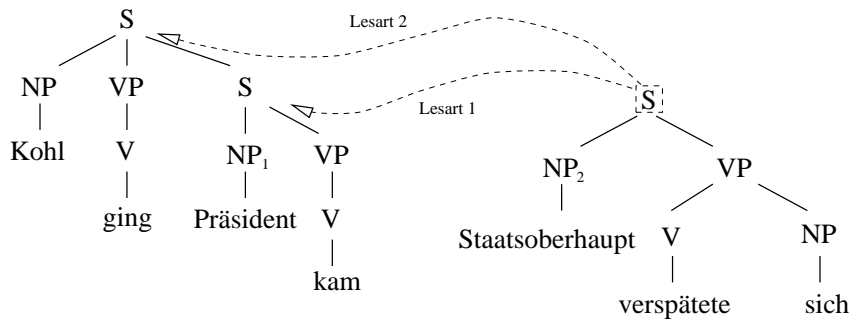 S
Lesart 2
NP VP S
Lesart 1
S
Kohl V NP₁ VP
NP₂ VP
ging Präsident V
Staatsoberhaupt V NP
kam
verspätete sich